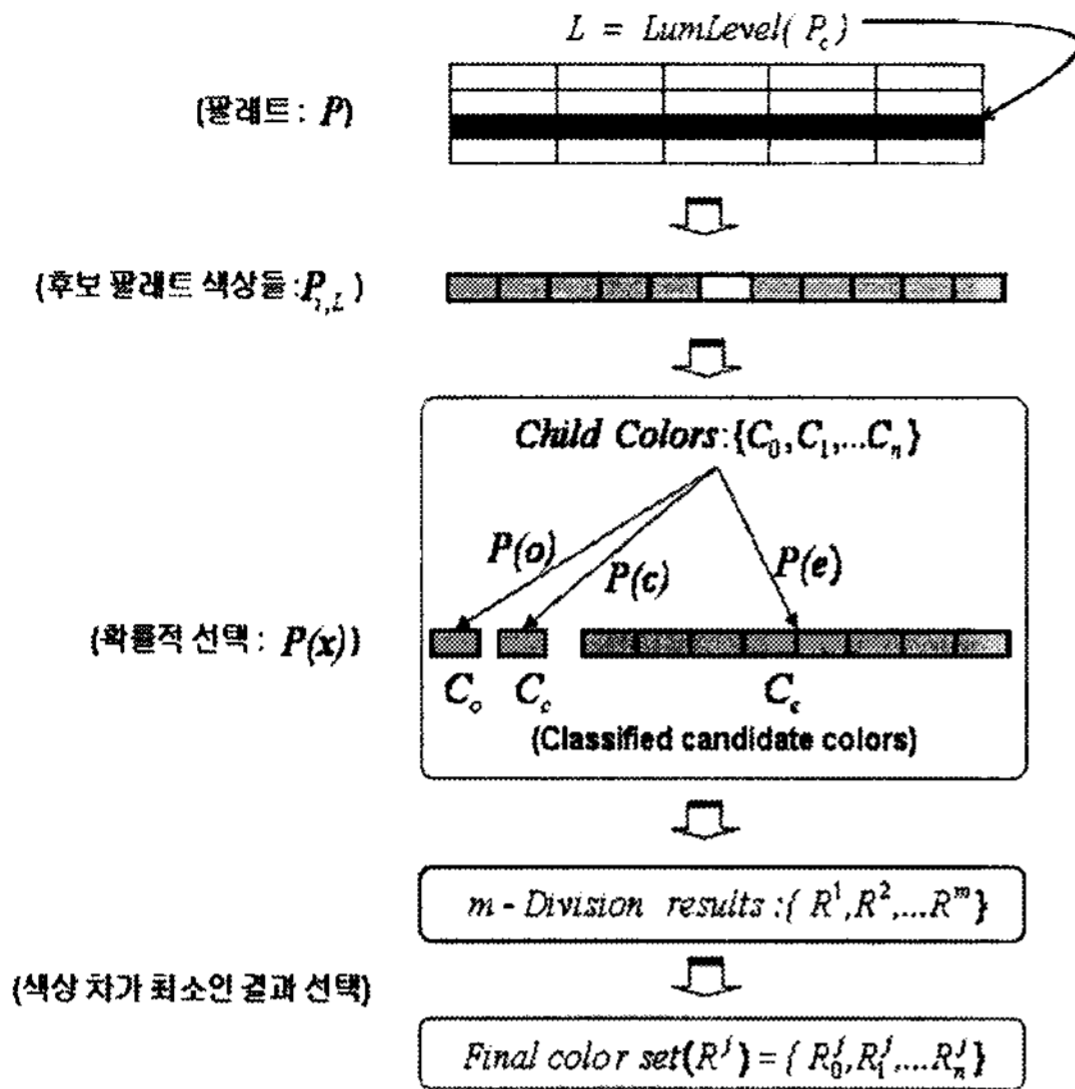 L = LumLevel( P_c )
(팔레트 : P)
(후보 팔레트 색상들 : P_{i,L} )
Child Colors:{C_0, C_1,...C_n}
P(o)
P(c)
P(e)
(확률적 선택 : P(x))
C_o C_c C_e
(Classified candidate colors)
m - Division results :{ R^1, R^2,...R^m}
(색상 차가 최소인 결과 선택)
Final color set(R^j) = { R_0^j, R_1^j,...R_n^j}